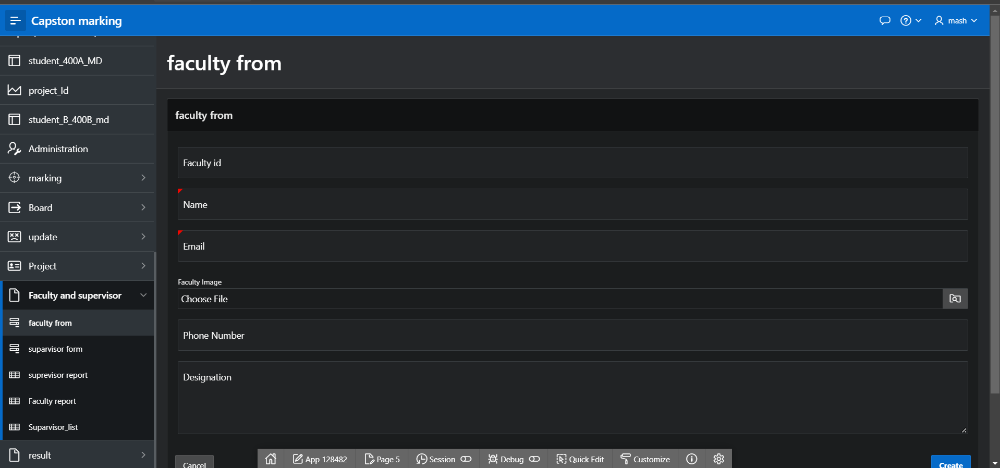 Capston marking
mash
student_400A_MD
project_Id
student_B_400B_md
Administration
marking
Board
update
Project
Faculty and supervisor
faculty from
suparvisor form
suprevisor report
Faculty report
Suparvisor_list
result
faculty from
faculty from
Faculty id
Name
Email
Faculty Image
Choose File
Phone Number
Designation
Cancel
Create
App 128482
Page 5
Session
Debug
Quick Edit
Customize